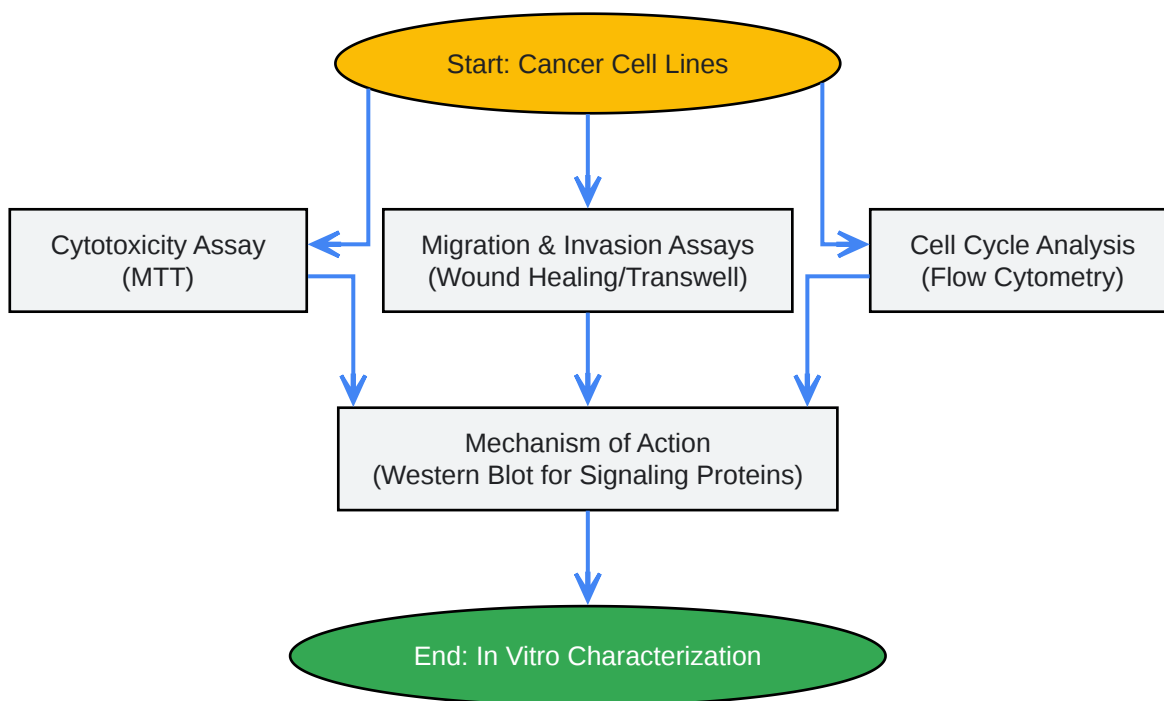 Start: Cancer Cell Lines
Cytotoxicity Assay
(MTT)
Migration & Invasion Assays
(Wound Healing/Transwell)
Cell Cycle Analysis
(Flow Cytometry)
Mechanism of Action
(Western Blot for Signaling Proteins)
End: In Vitro Characterization